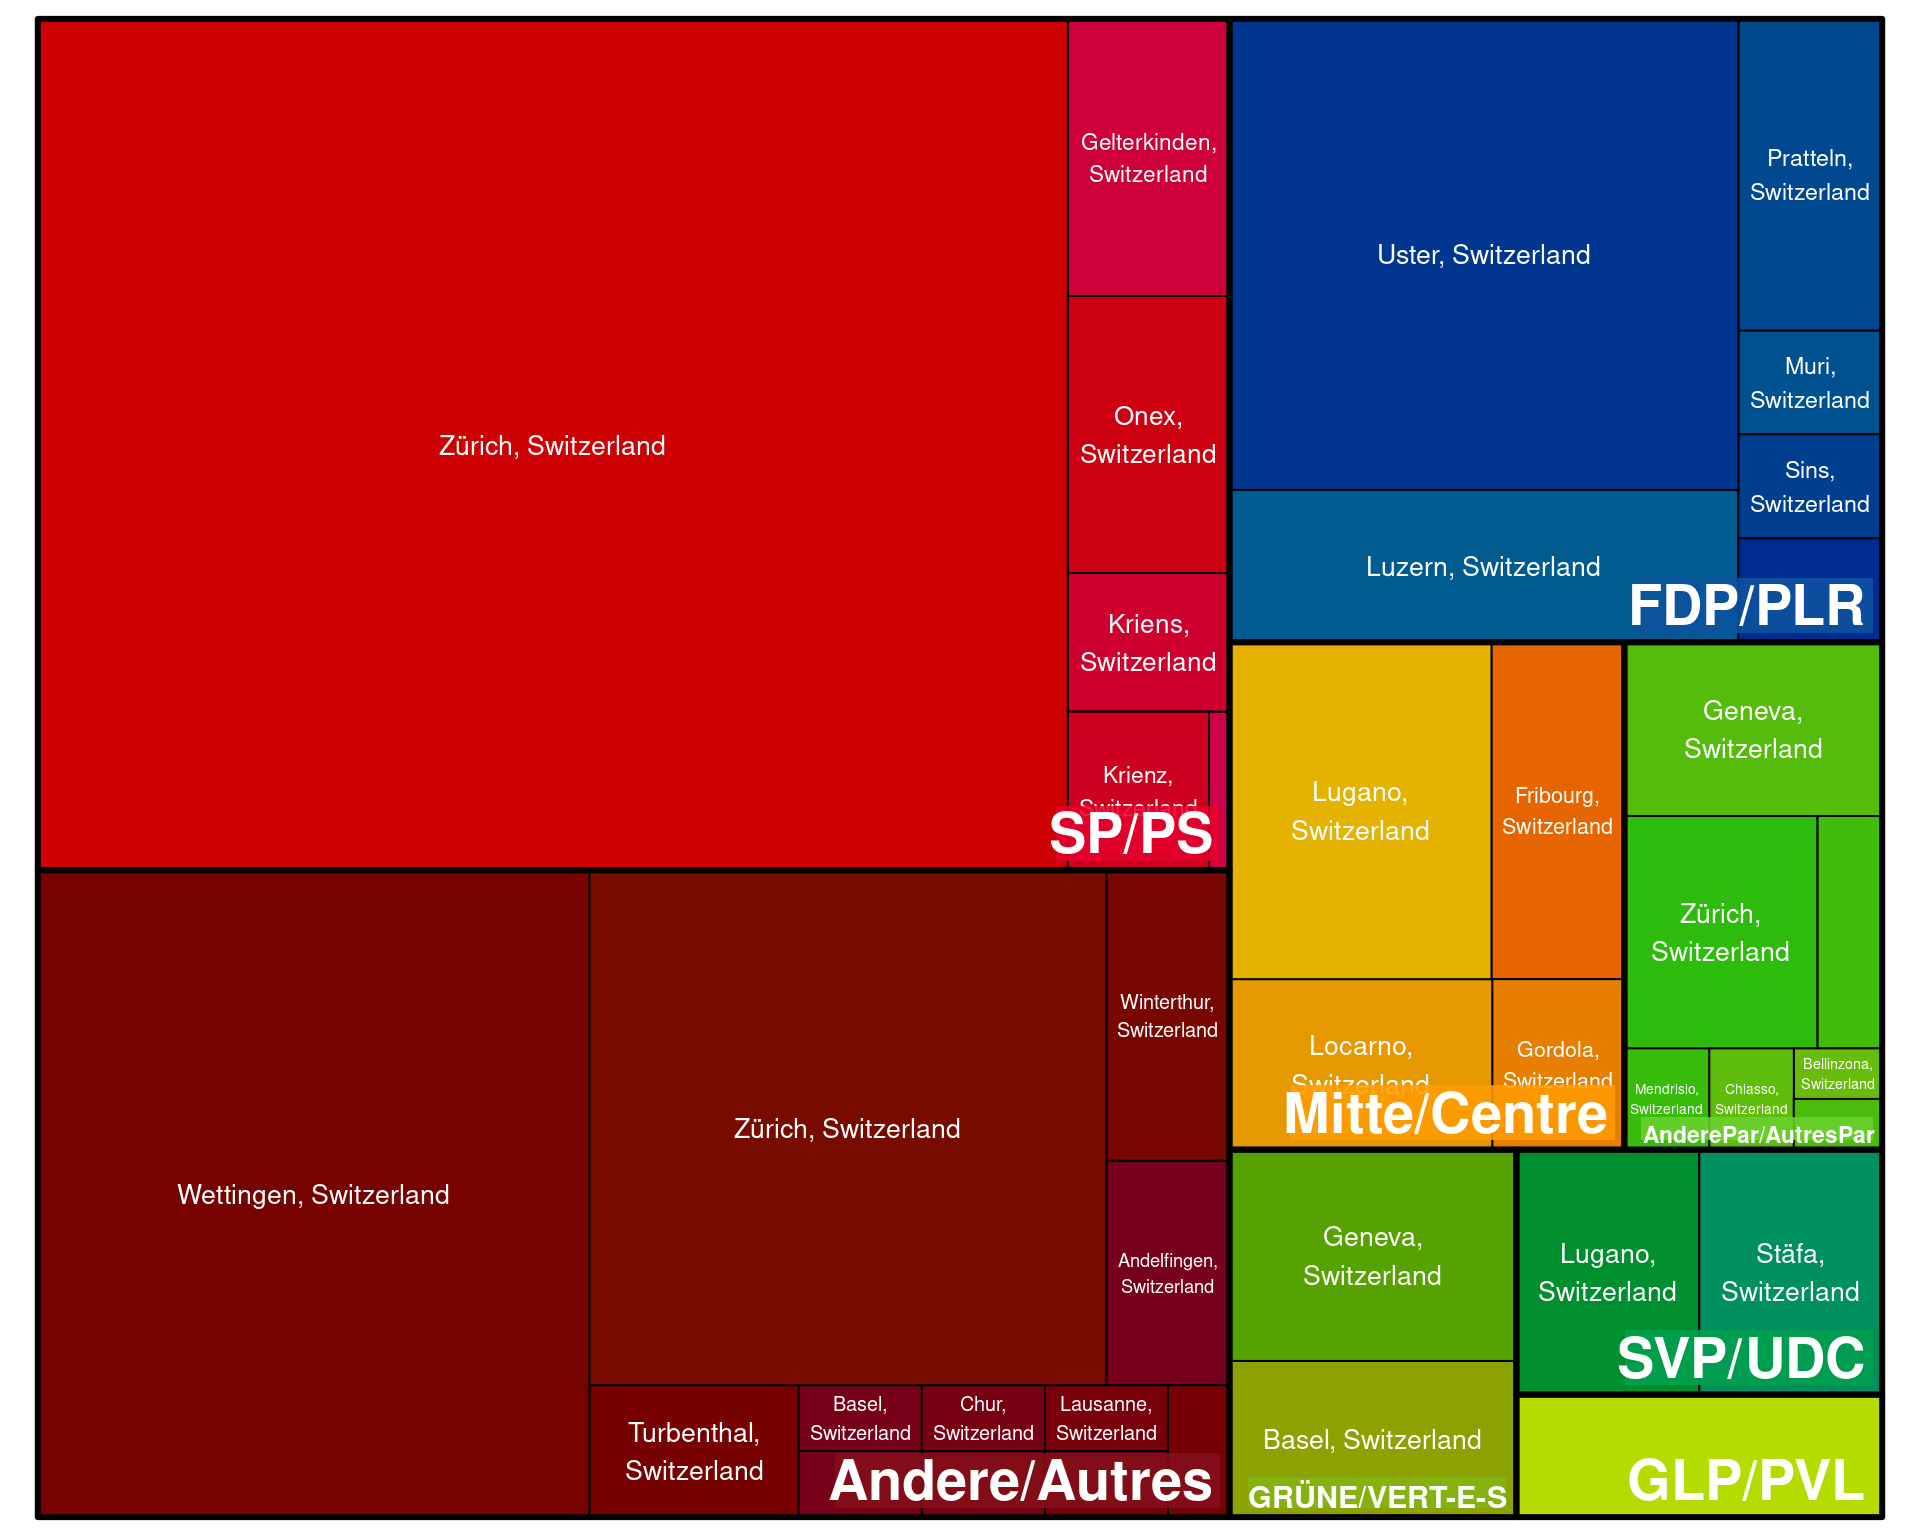 Zürich, Switzerland
Gelterkinden,
Switzerland
Onex,
Switzerland
Kriens,
Switzerland
Krienz,
Switzerland
SP/PS
Wettingen, Switzerland
Zürich, Switzerland
Winterthur,
Switzerland
Andelfingen,
Switzerland
Turbenthal,
Switzerland
Basel,
Switzerland
Chur,
Switzerland
Lausanne,
Switzerland
Andere/Autres
Uster, Switzerland
Pratteln,
Switzerland
Muri,
Switzerland
Sins,
Switzerland
Luzern, Switzerland
FDP/PLR
Lugano,
Switzerland
Fribourg,
Switzerland
Locarno,
Switzerland
Gordola,
Switzerland
Mitte/Centre
Geneva,
Switzerland
Zürich,
Switzerland
Mendrisio,
Switzerland
Chiasso,
Switzerland
Bellinzona,
Switzerland
AnderePar/AutresPar
Geneva,
Switzerland
Basel, Switzerland
GRÜNE/VERT-E-S
Lugano,
Switzerland
Stäfa,
Switzerland
SVP/UDC
GLP/PVL